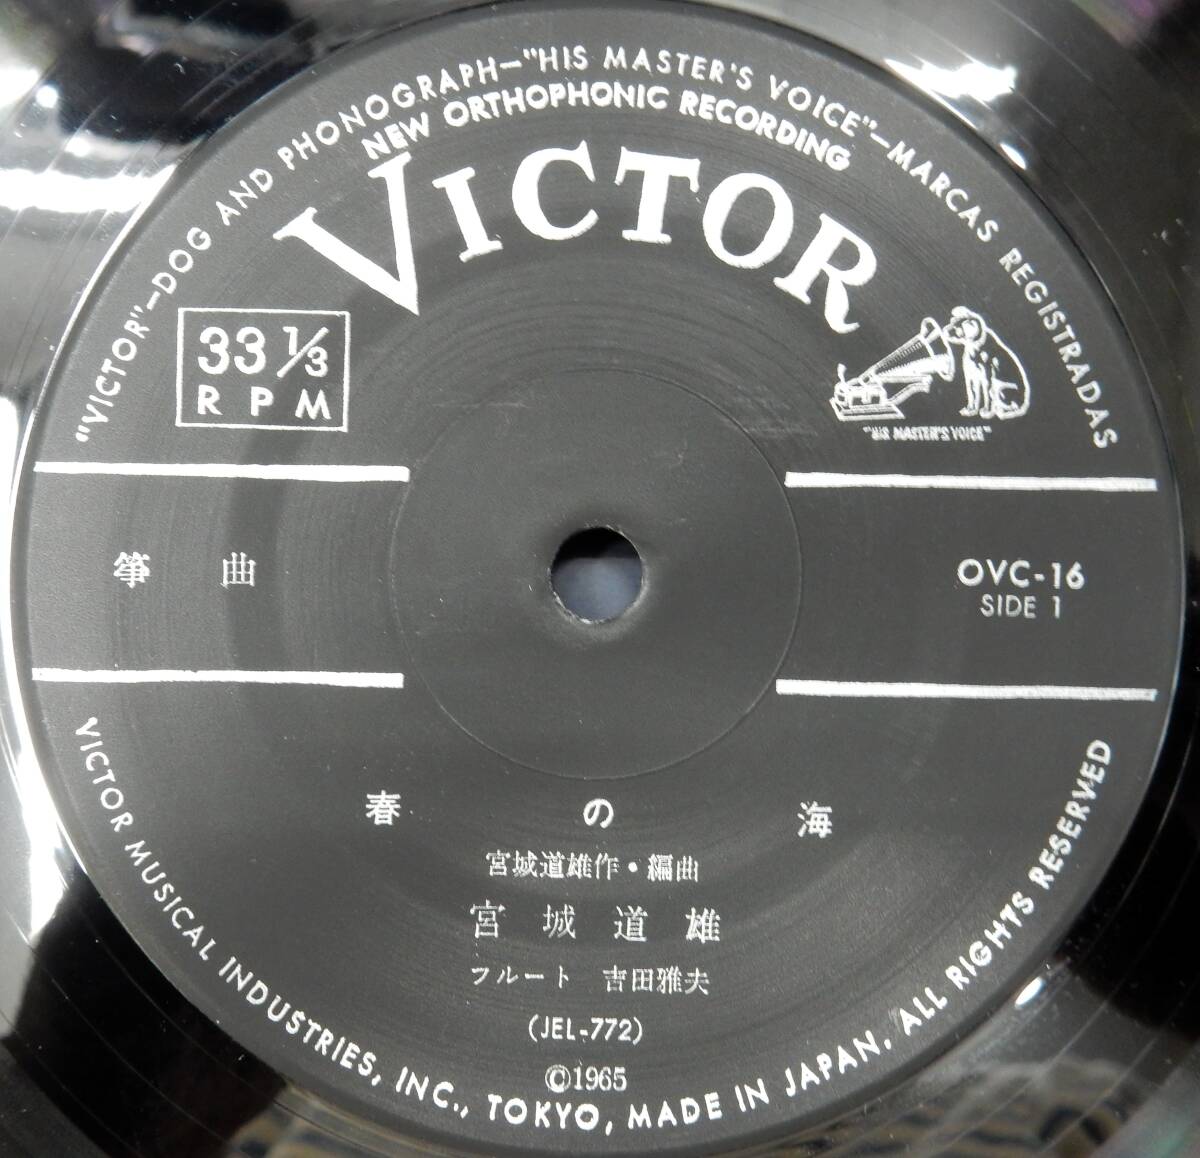 "VICTOR"—DOG AND PHONOGRAPH—"HIS MASTER'S VOICE"—MARCAS REGISTRADAS
NEW ORTHOPHONIC RECORDING
VICTOR
33 1/3
RPM
"HIS MASTER'S VOICE"
箏曲
OVC-16
SIDE 1
春の海
宮城道雄作・編曲
宮城道雄
フルート 吉田雅夫
(JEL-772)
©1965
VICTOR MUSICAL INDUSTRIES, INC., TOKYO, MADE IN JAPAN. ALL RIGHTS RESERVED